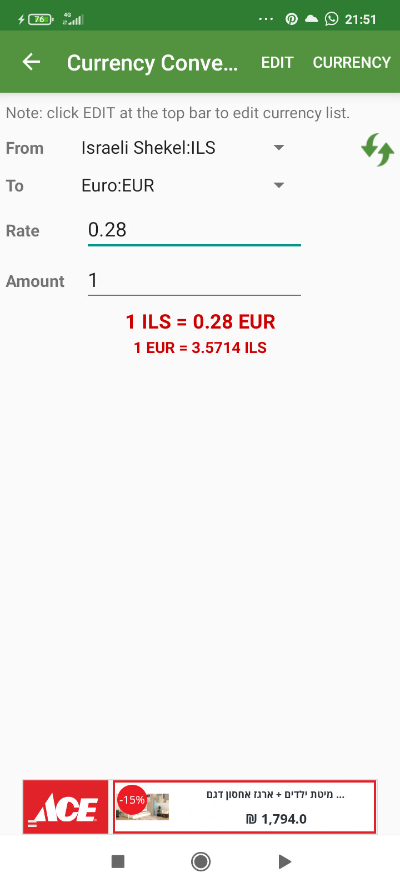 76 4G 21:51
Currency Conve... EDIT CURRENCY
Note: click EDIT at the top bar to edit currency list.
From Israeli Shekel:ILS
To Euro:EUR
Rate 0.28
Amount 1
1 ILS = 0.28 EUR
1 EUR = 3.5714 ILS
ACE
-15%
מיטת ילדים + ארגז אחסון דגם ...
₪ 1,794.0